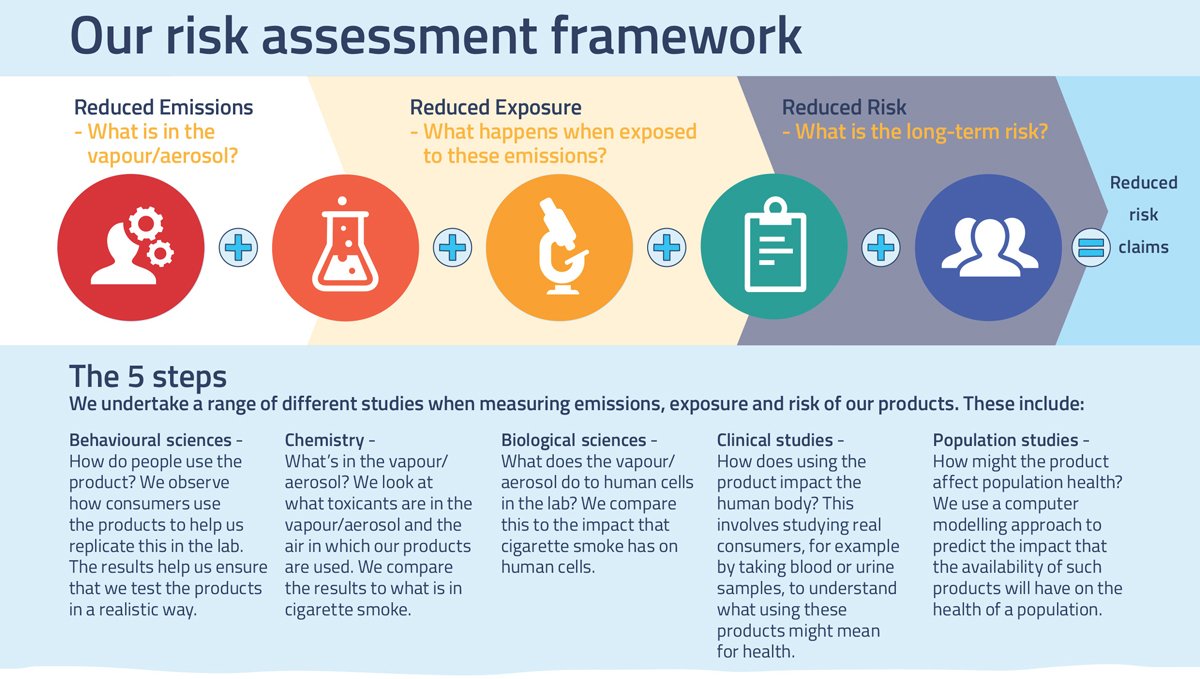 Our risk assessment framework
Reduced Emissions
- What is in the
vapour/aerosol?
Reduced Exposure
- What happens when exposed
to these emissions?
Reduced Risk
- What is the long-term risk?
Reduced
risk
claims
The 5 steps
We undertake a range of different studies when measuring emissions, exposure and risk of our products. These include:
Behavioural sciences -
How do people use the
product? We observe
how consumers use
the products to help us
replicate this in the lab.
The results help us ensure
that we test the products
in a realistic way.
Chemistry -
What's in the vapour/
aerosol? We look at
what toxicants are in the
vapour/aerosol and the
air in which our products
are used. We compare
the results to what is in
cigarette smoke.
Biological sciences -
What does the vapour/
aerosol do to human cells
in the lab? We compare
this to the impact that
cigarette smoke has on
human cells.
Clinical studies -
How does using the
product impact the
human body? This
involves studying real
consumers, for example
by taking blood or urine
samples, to understand
what using these
products might mean
for health.
Population studies -
How might the product
affect population health?
We use a computer
modelling approach to
predict the impact that
the availability of such
products will have on the
health of a population.